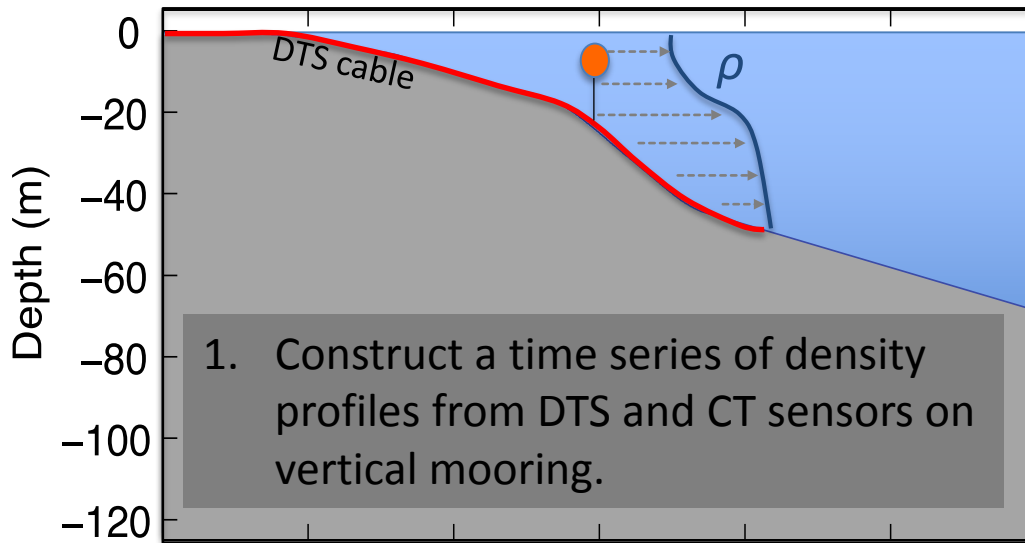 0
DTS cable
ρ
−20
−40
−60
−80
−100
−120
Depth (m)
1. Construct a time series of density
profiles from DTS and CT sensors on
vertical mooring.